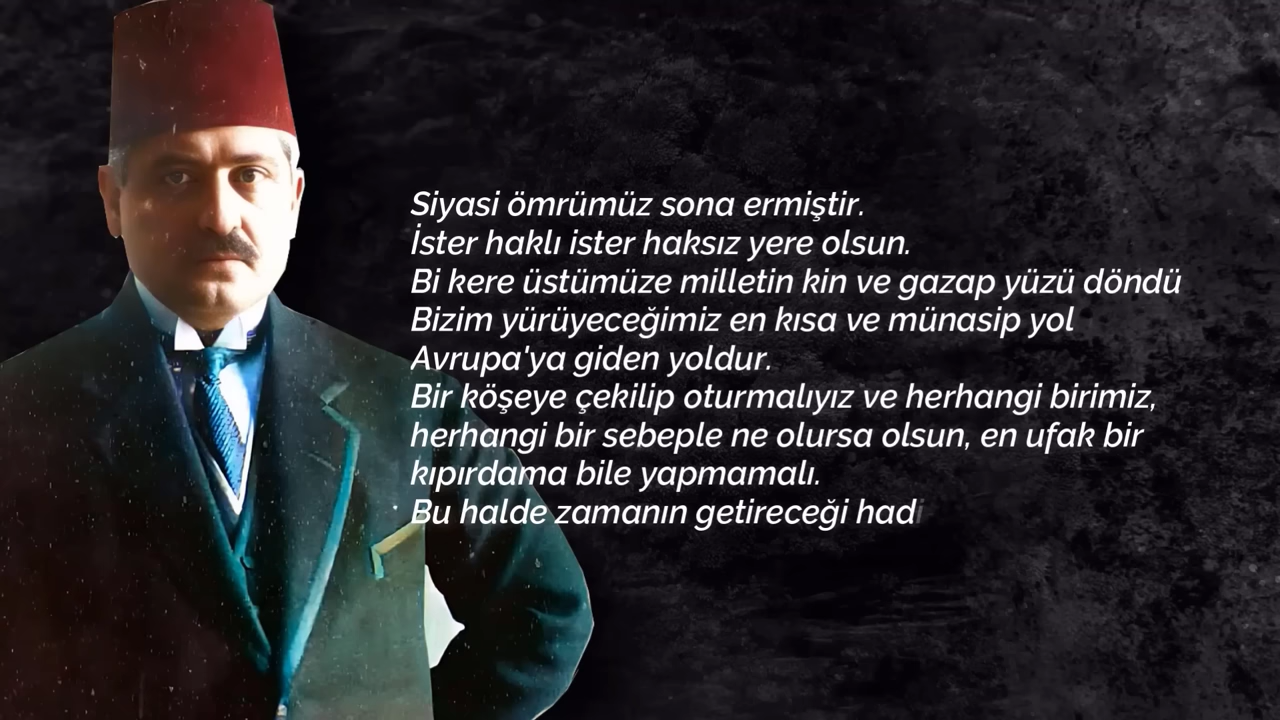 Siyasi ömrümüz sona ermiştir.
İster haklı ister haksız yere olsun.
Bi kere üstümüze milletin kin ve gazap yüzü döndü
Bizim yürüyeceğimiz en kısa ve münasip yol
Avrupa'ya giden yoldur.
Bir köşeye çekilip oturmalıyız ve herhangi birimiz,
herhangi bir sebeple ne olursa olsun, en ufak bir
kıpırdama bile yapmamalı.
Bu halde zamanın getireceği hadi